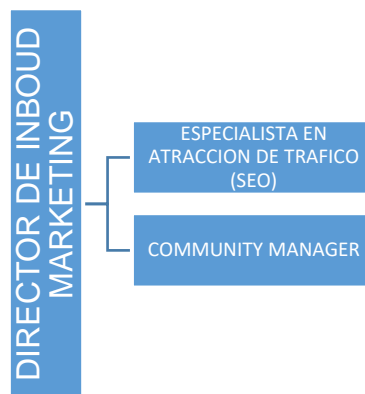 DIRECTOR DE INBOUD
MARKETING
ESPECIALISTA EN
ATRACCION DE TRAFICO
(SEO)
COMMUNITY MANAGER